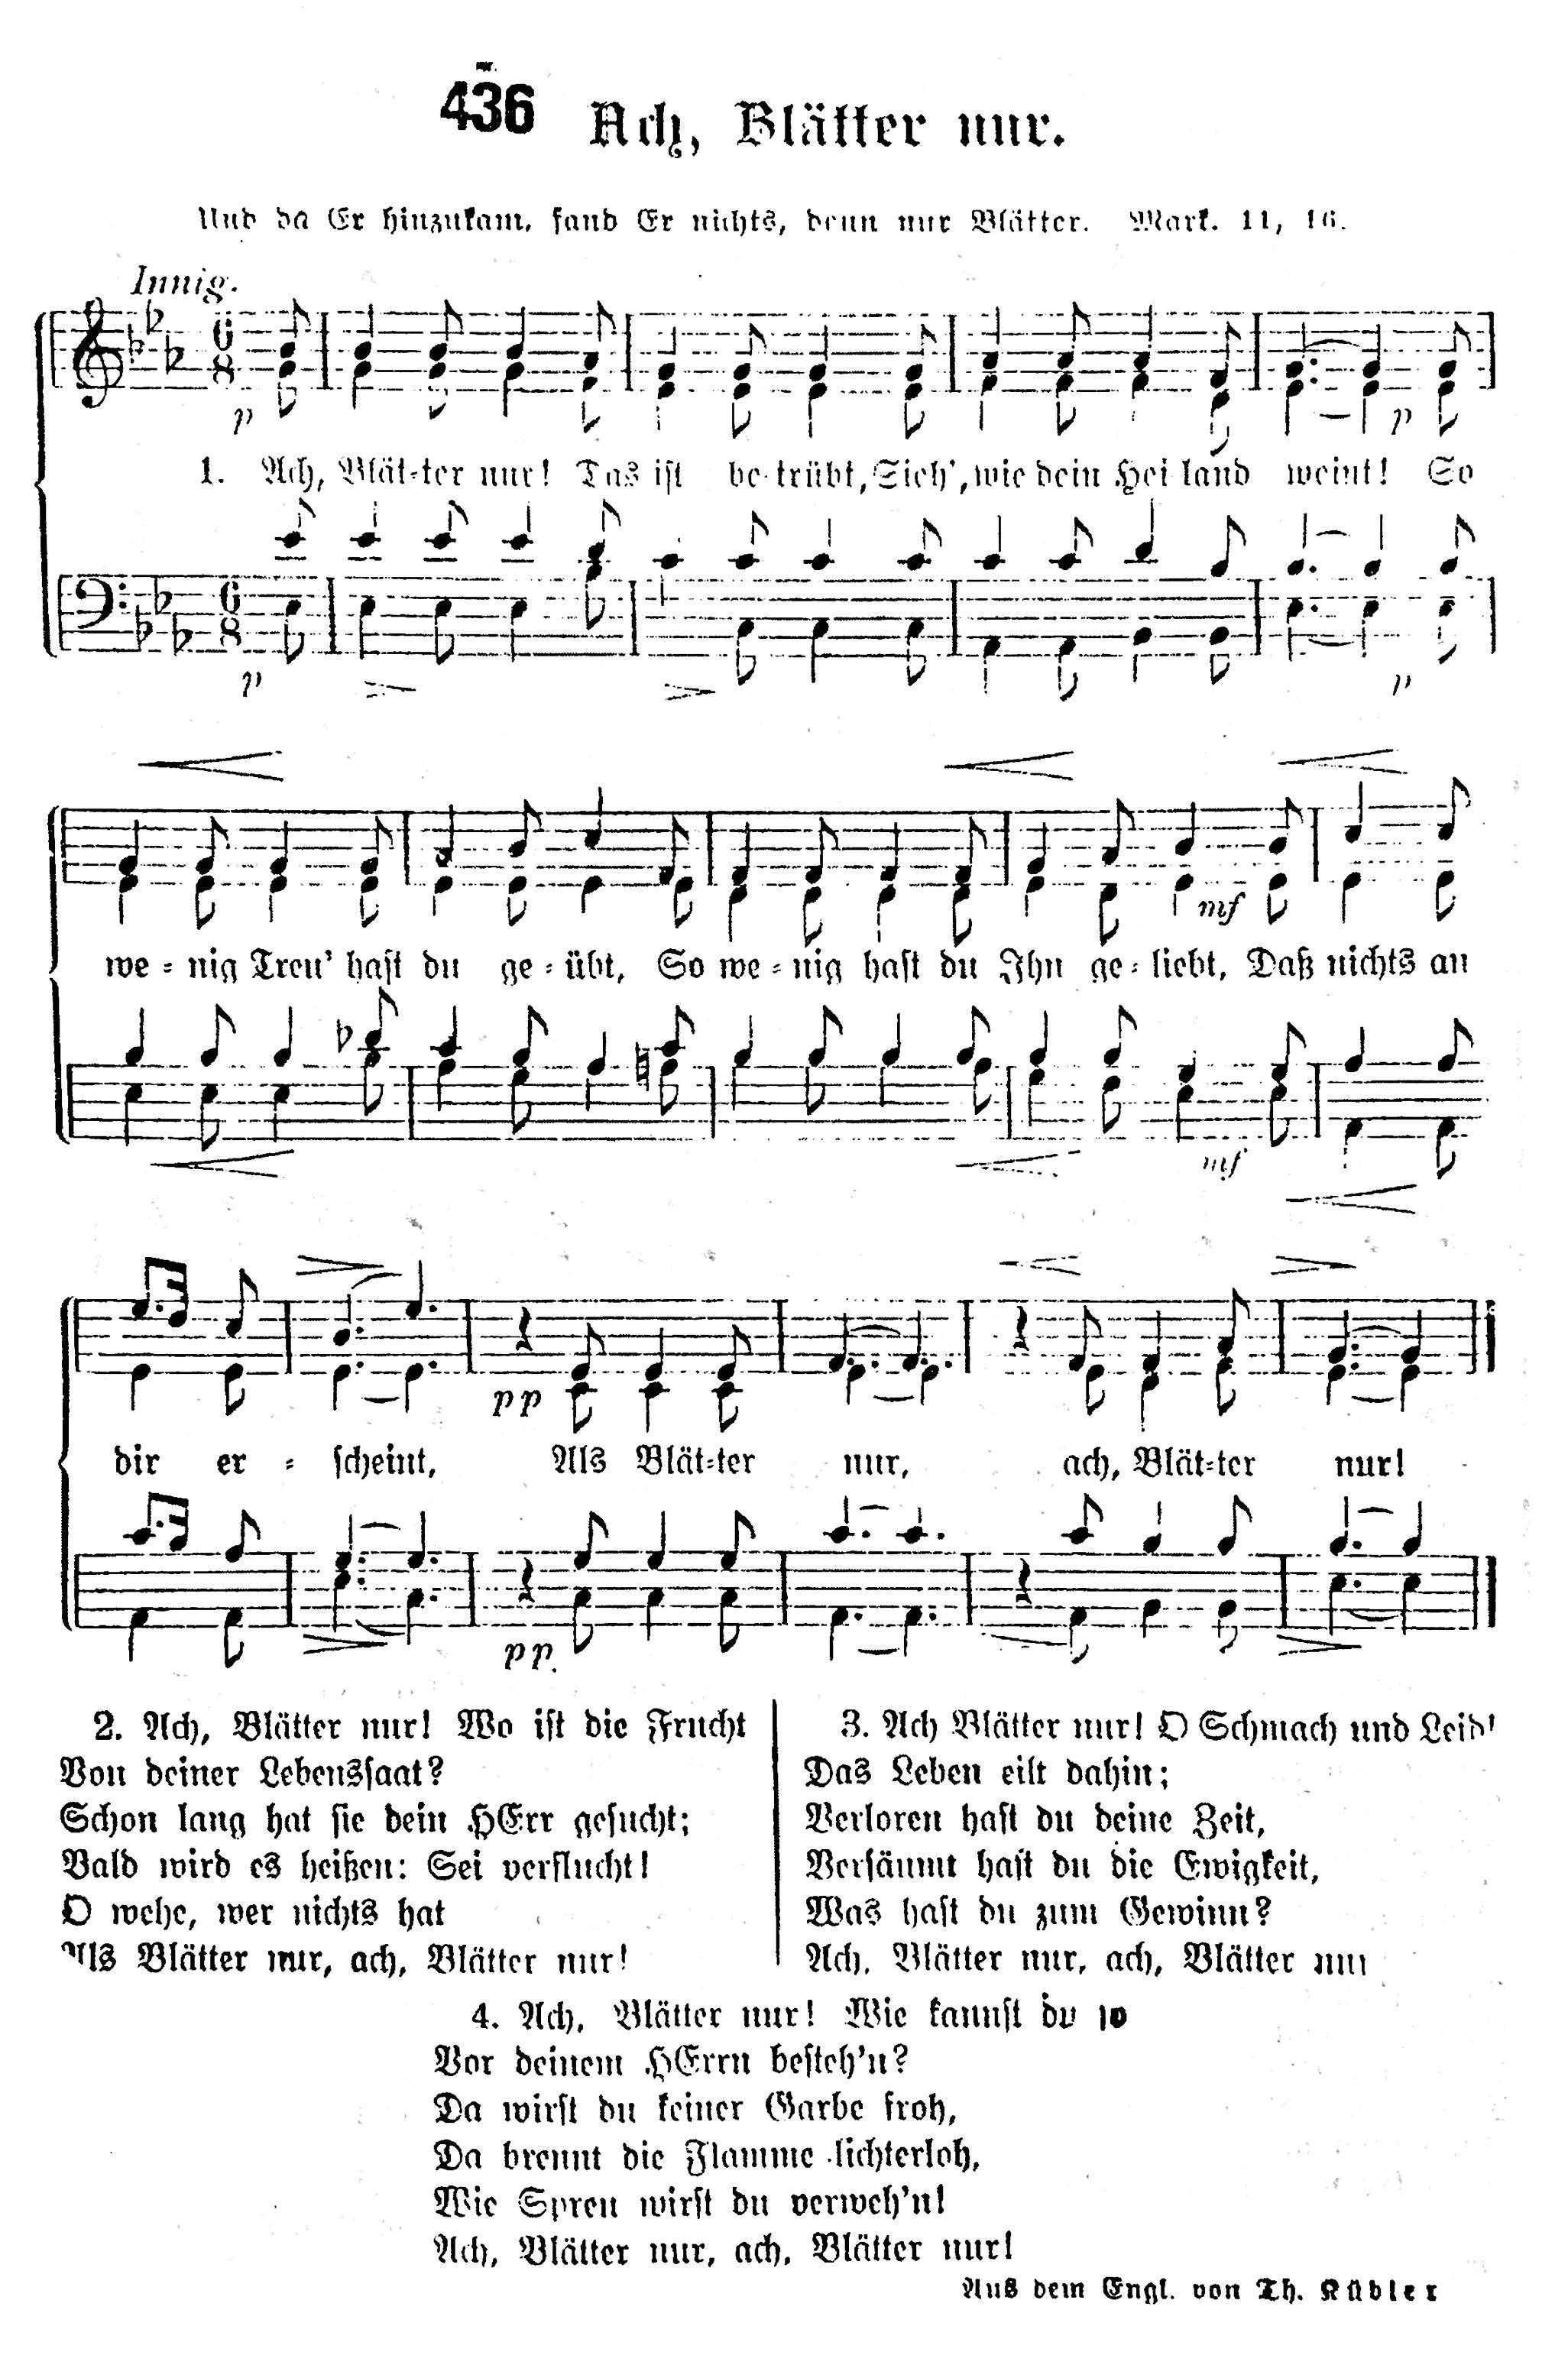 436
Ach, Blätter nur.
Und da Er hinzukam, fand Er nichts, denn nur Blätter. Mark. 11, 16.
Innig.
p p
1. Ach, Blät-ter nur! Das ist be-trübt, Sieh', wie dein Hei land weint! So
p p
mf
we-nig Treu' hast du ge-übt, So we-nig hast du Ihn ge-liebt, Daß nichts an
mf
pp
dir er-scheint, Als Blät-ter nur, ach, Blät-ter nur!
pp.
2. Ach, Blätter nur! Wo ist die Frucht
Von deiner Lebenssaat?
Schon lang hat sie dein HErr gesucht;
Bald wird es heißen: Sei verflucht!
O wehe, wer nichts hat
Als Blätter nur, ach, Blätter nur!
3. Ach Blätter nur! O Schmach und Leid!
Das Leben eilt dahin;
Verloren hast du deine Zeit,
Versäumt hast du die Ewigkeit,
Was hast du zum Gewinn?
Ach, Blätter nur, ach, Blätter nur
4. Ach, Blätter nur! Wie kannst du so
Vor deinem HErrn besteh'n?
Da wirst du keiner Garbe froh,
Da brennt die Flamme lichterloh,
Wie Spreu wirst du verweh'n!
Ach, Blätter nur, ach, Blätter nur!
Aus dem Engl. von Th. Kübler